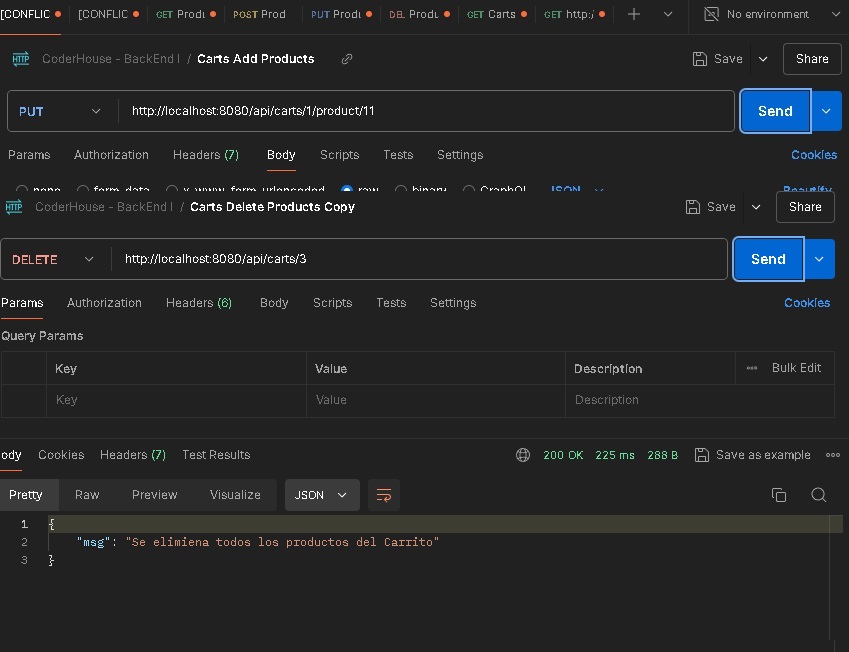 [CONFLIC [CONFLIC GET Produ POST Prod PUT Produ DEL Produ GET Carts GET http:/ No environment
HTTP CoderHouse - BackEnd I / Carts Add Products Save Share
PUT http://localhost:8080/api/carts/1/product/11 Send
Params Authorization Headers (7) Body Scripts Tests Settings Cookies
none form-data x-www-form-urlencoded raw binary GraphQL JSON Beautify
HTTP CoderHouse - BackEnd I / Carts Delete Products Copy Save Share
DELETE http://localhost:8080/api/carts/3 Send
Params Authorization Headers (6) Body Scripts Tests Settings Cookies
Query Params
Key Value Description Bulk Edit
Key Value Description
ody Cookies Headers (7) Test Results 200 OK 225 ms 288 B Save as example
Pretty Raw Preview Visualize JSON
1 {
2 "msg": "Se elimiena todos los productos del Carrito"
3 }